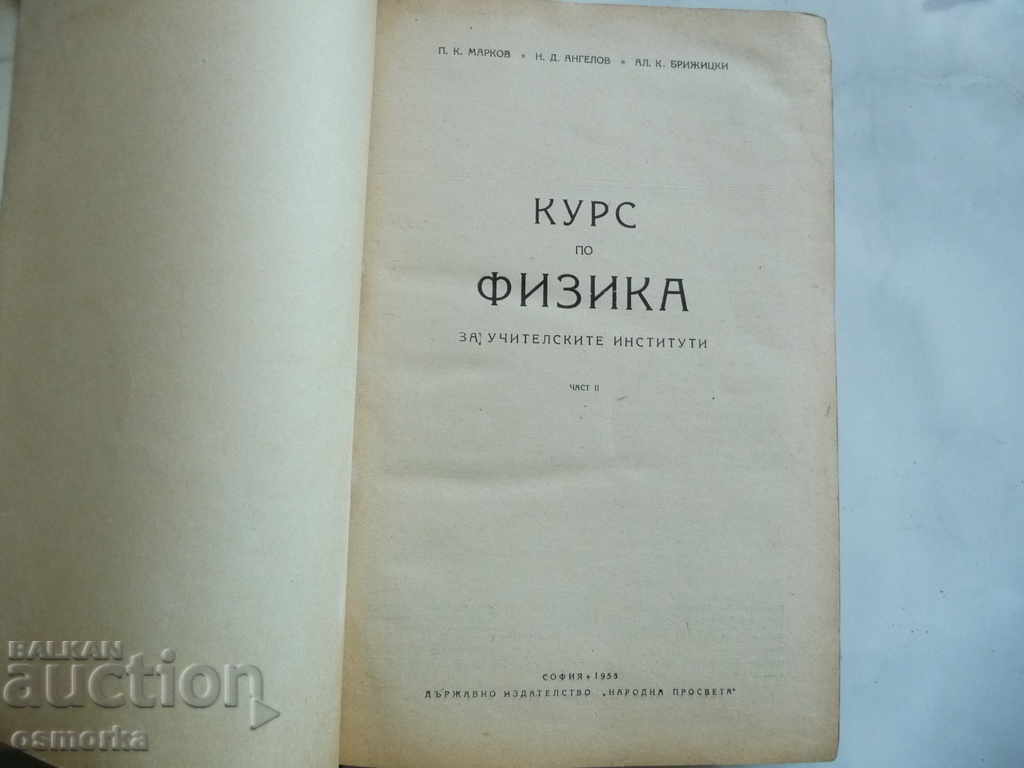 П. К. МАРКОВ • Н. Д. АНГЕЛОВ • АЛ. К. БРИЖИЦКИ
КУРС
ПО
ФИЗИКА
ЗА УЧИТЕЛСКИТЕ ИНСТИТУТИ
ЧАСТ II
СОФИЯ • 1953
ДЪРЖАВНО ИЗДАТЕЛСТВО „НАРОДНА ПРОСВЕТА“
BALKAN
auction
osmorka